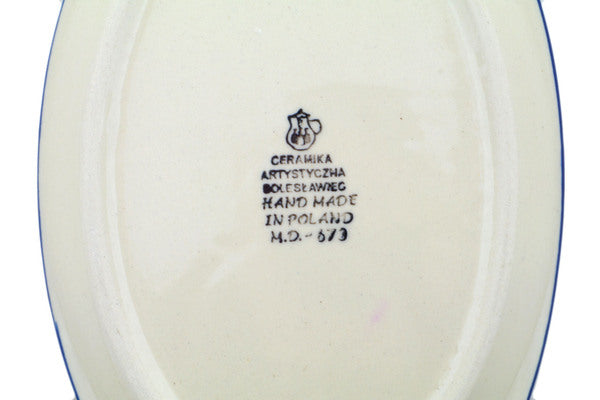 CERAMIKA
ARTYSTYCZNA
BOLESŁAWIEC
HAND MADE
IN POLAND
M.D. - 673